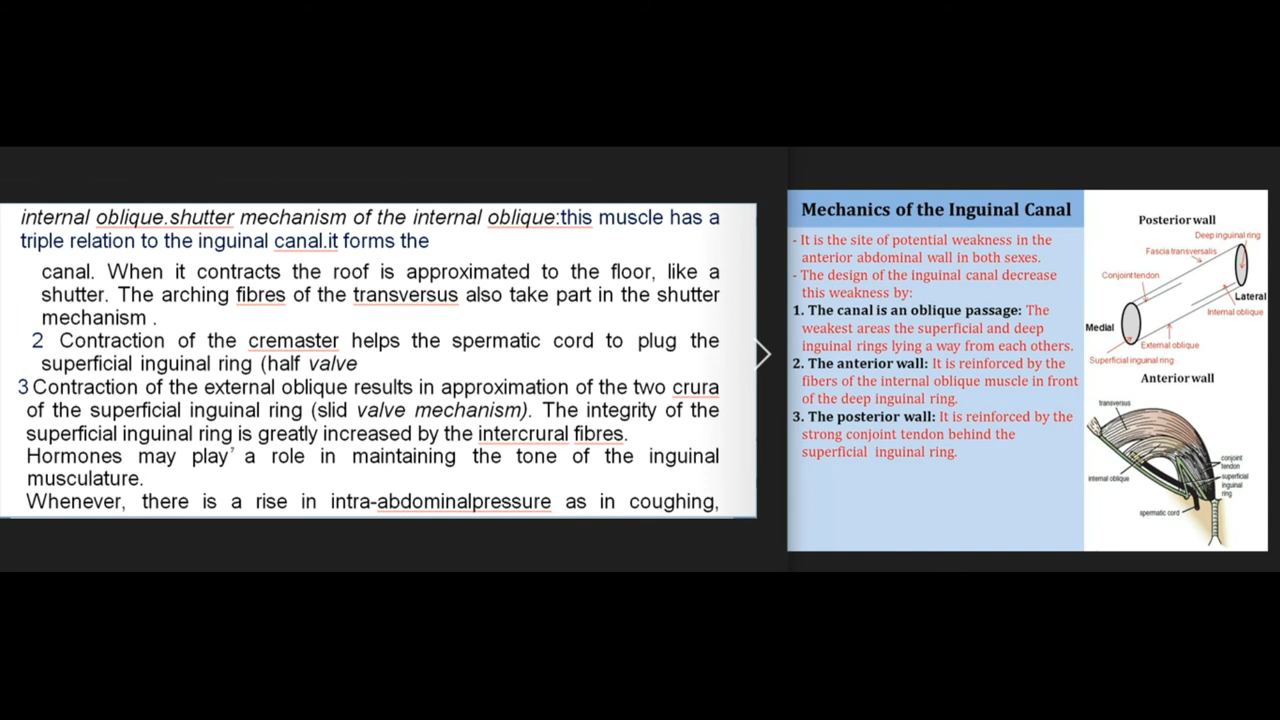 internal oblique.shutter mechanism of the internal oblique:this muscle has a
triple relation to the inguinal canal.it forms the
canal. When it contracts the roof is approximated to the floor, like a
shutter. The arching fibres of the transversus also take part in the shutter
mechanism .
2 Contraction of the cremaster helps the spermatic cord to plug the
superficial inguinal ring (half valve
3 Contraction of the external oblique results in approximation of the two crura
of the superficial inguinal ring (slid valve mechanism). The integrity of the
superficial inguinal ring is greatly increased by the intercrural fibres.
Hormones may play' a role in maintaining the tone of the inguinal
musculature.
Whenever, there is a rise in intra-abdominalpressure as in coughing,
Mechanics of the Inguinal Canal
- It is the site of potential weakness in the
anterior abdominal wall in both sexes.
- The design of the inguinal canal decrease
this weakness by:
1. The canal is an oblique passage: The
weakest areas the superficial and deep
inguinal rings lying a way from each others.
2. The anterior wall: It is reinforced by the
fibers of the internal oblique muscle in front
of the deep inguinal ring.
3. The posterior wall: It is reinforced by the
strong conjoint tendon behind the
superficial inguinal ring.
Posterior wall
Deep inguinal ring
Fascia transversalis
Conjoint tendon
Lateral
Internal oblique
Medial
External oblique
Superficial inguinal ring
Anterior wall
transversus
internal oblique
conjoint
tendon
superficial
inguinal
ring
spermatic cord